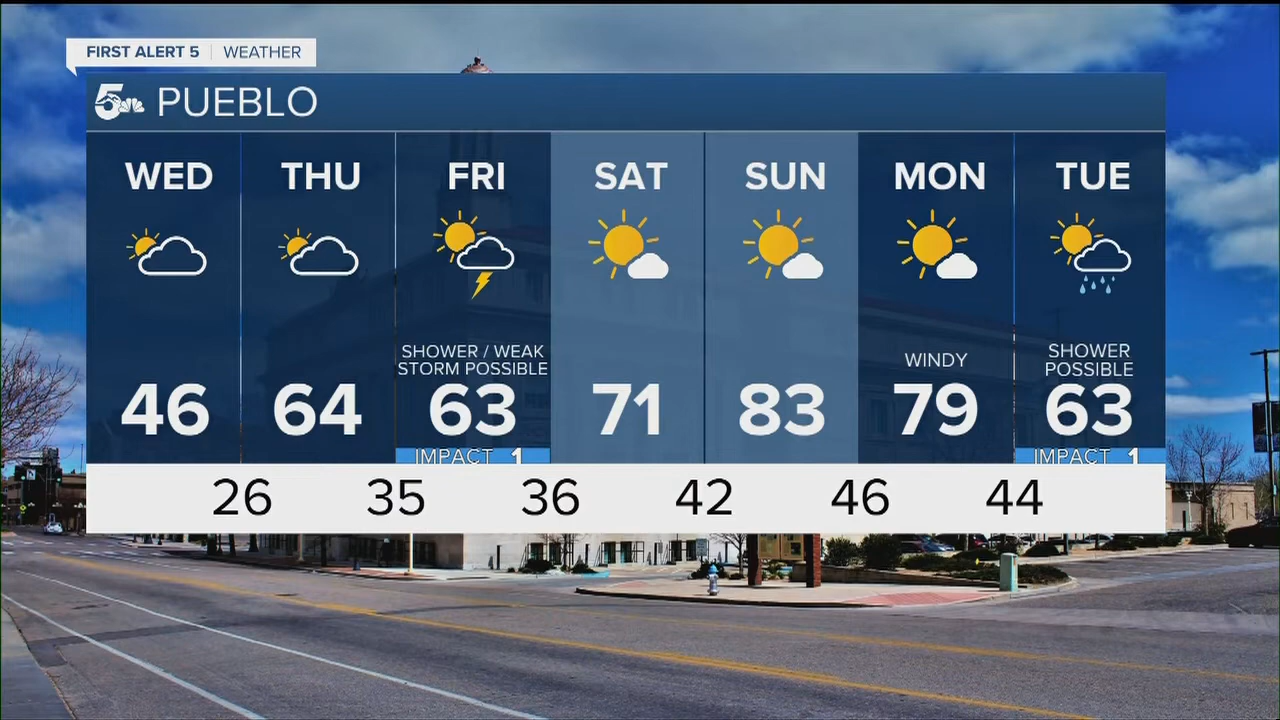 FIRST ALERT 5 | WEATHER
5 PUEBLO
WED THU FRI SAT SUN MON TUE
SHOWER / WEAK
STORM POSSIBLE
WINDY
SHOWER
POSSIBLE
46 64 63 71 83 79 63
IMPACT 1 IMPACT 1
26 35 36 42 46 44